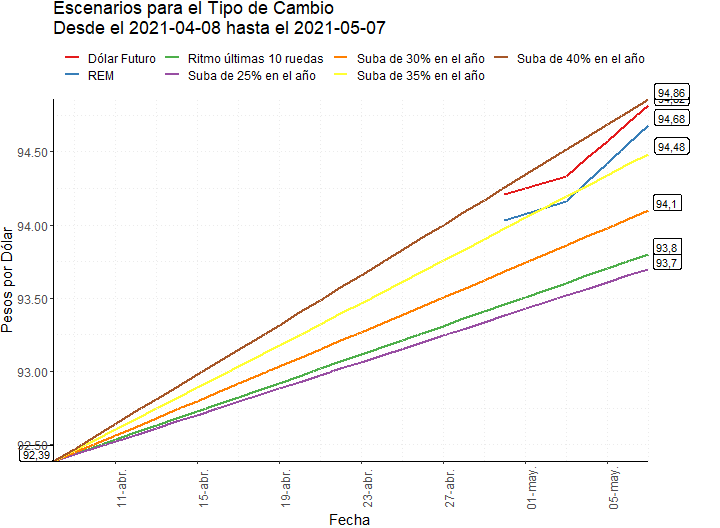 Escenarios para el Tipo de Cambio
Desde el 2021-04-08 hasta el 2021-05-07
Dólar Futuro Ritmo últimas 10 ruedas Suba de 30% en el año Suba de 40% en el año
REM Suba de 25% en el año Suba de 35% en el año
94,86
94,82
94,68
94,48
94,1
93,8
93,7
94.50
94.00
93.50
93.00
92.50
92,39
Pesos por Dólar
11-abr.
15-abr.
19-abr.
23-abr.
27-abr.
01-may.
05-may.
Fecha